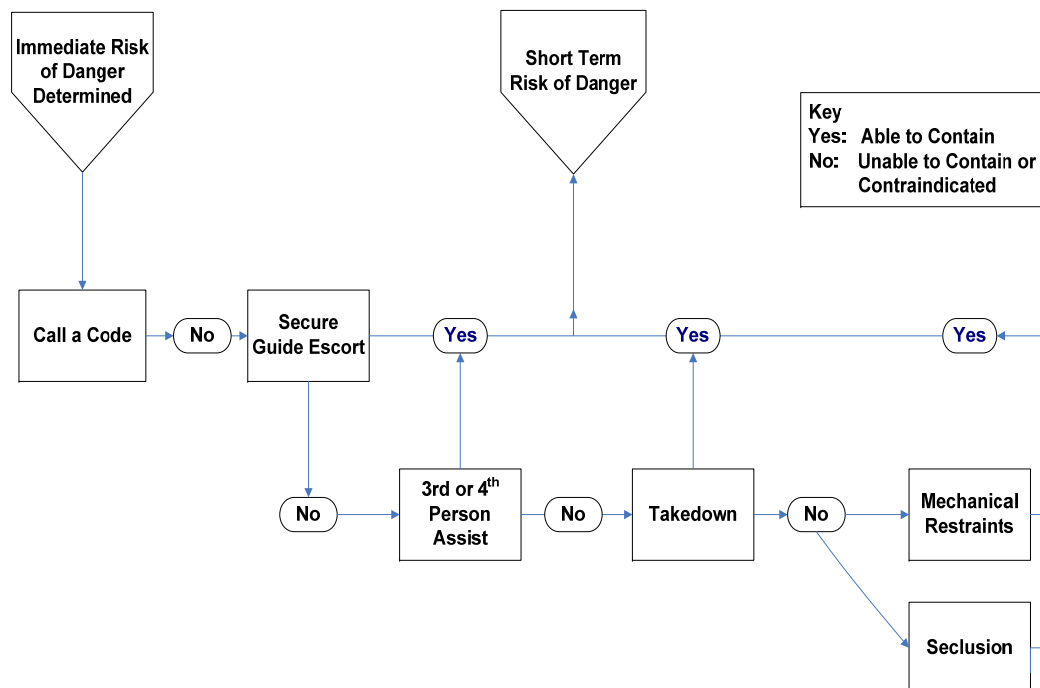 Immediate Risk
of Danger
Determined
Short Term
Risk of Danger
Key
Yes: Able to Contain
No: Unable to Contain or
Contraindicated
Call a Code
No
Secure
Guide Escort
Yes
Yes
Yes
No
3rd or 4th
Person
Assist
No
Takedown
No
Mechanical
Restraints
Seclusion